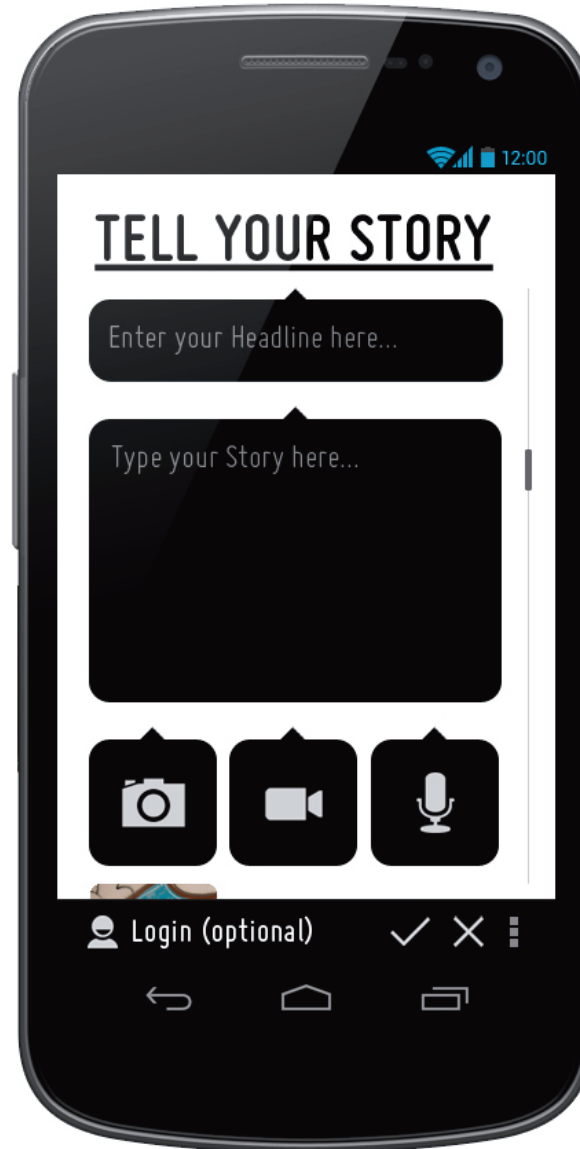 12:00
TELL YOUR STORY
Enter your Headline here...
Type your Story here...
Login (optional)